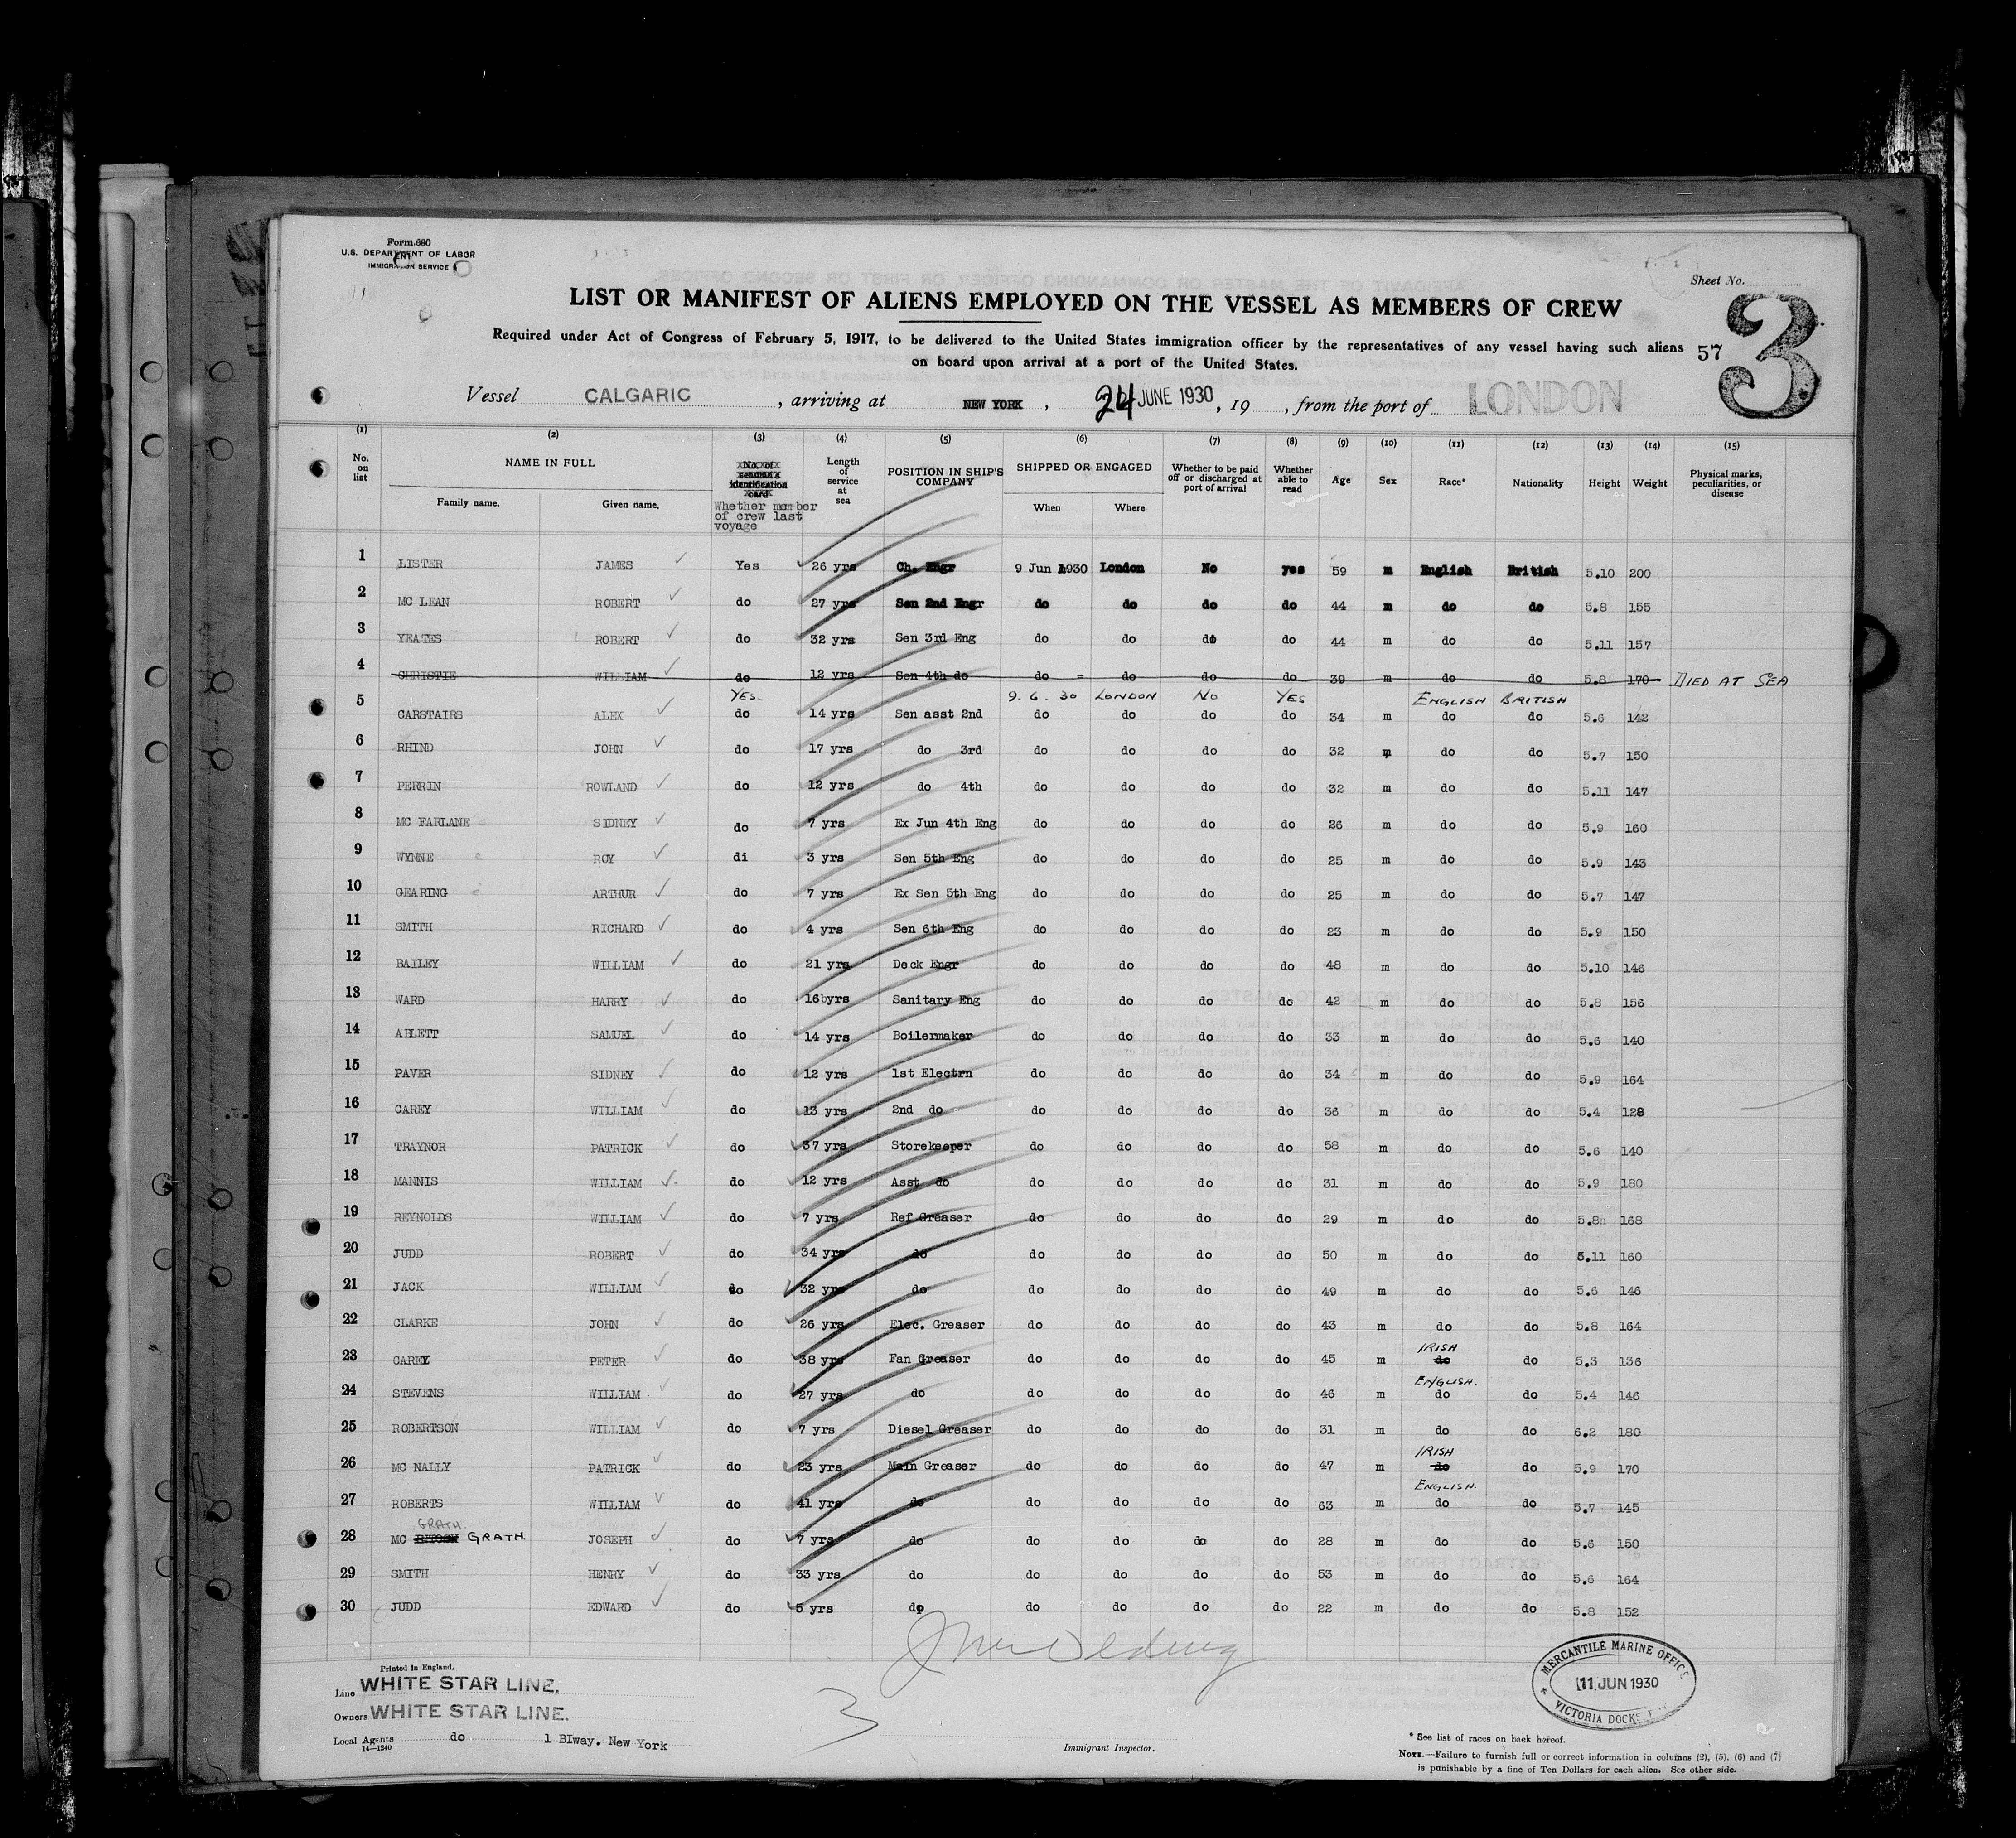 Form 680
U.S. DEPARTMENT OF LABOR
IMMIGRATION SERVICE
Sheet No.
3
57
LIST OR MANIFEST OF ALIENS EMPLOYED ON THE VESSEL AS MEMBERS OF CREW
Required under Act of Congress of February 5, 1917, to be delivered to the United States immigration officer by the representatives of any vessel having such aliens
on board upon arrival at a port of the United States.
Vessel CALGARIC, arriving at NEW YORK, 24 JUNE 1930, 19 , from the port of LONDON
(1) (2) (3) (4) (5) (6) (7) (8) (9) (10) (11) (12) (13) (14) (15)
No. on list NAME IN FULL Family name. Given name. No. of seaman's identification card Whether member of crew last voyage Length of service at sea POSITION IN SHIP'S COMPANY SHIPPED OR ENGAGED When Where Whether to be paid off or discharged at port of arrival Whether able to read Age Sex Race* Nationality Height Weight Physical marks, peculiarities, or disease
1 LISTER JAMES Yes 26 yrs Ch. Engr 9 Jun 1930 London No yes 59 m English British 5.10 200
2 MC LEAN ROBERT do 27 yrs Sen 2nd Engr do do do do 44 m do do 5.8 155
3 YEATES ROBERT do 32 yrs Sen 3rd Eng do do do do 44 m do do 5.11 157
4 CHRISTIE WILLIAM do 12 yrs Sen 4th do do = do do do 39 m do do 5.8 170 DIED AT SEA
YES 9. 6. 30 LONDON No YES ENGLISH BRITISH
5 CARSTAIRS ALEX do 14 yrs Sen asst 2nd do do do do 34 m do do 5.6 142
6 RHIND JOHN do 17 yrs do 3rd do do do do 32 m do do 5.7 150
7 PERRIN ROWLAND do 12 yrs do 4th do do do do 32 m do do 5.11 147
8 MC FARLANE SIDNEY do 7 yrs Ex Jun 4th Eng do do do do 26 m do do 5.9 160
9 WYNNE ROY di 3 yrs Sen 5th Eng do do do do 25 m do do 5.9 143
10 GEARING ARTHUR do 7 yrs Ex Sen 5th Eng do do do do 25 m do do 5.7 147
11 SMITH RICHARD do 4 yrs Sen 6th Eng do do do do 23 m do do 5.9 150
12 BAILEY WILLIAM do 21 yrs Deck Engr do do do do 48 m do do 5.10 146
13 WARD HARRY do 16byrs Sanitary Eng do do do do 42 m do do 5.8 156
14 ABLETT SAMUEL do 14 yrs Boilermaker do do do do 33 m do do 5.6 140
15 PAVER SIDNEY do 12 yrs 1st Electrn do do do do 34 m do do 5.9 164
16 CAREY WILLIAM do 13 yrs 2nd do do do do do 36 m do do 5.4 128
17 TRAYNOR PATRICK do 37 yrs Storekeeper do do do do 58 m do do 5.6 140
18 MANNIS WILLIAM do 12 yrs Asst do do do do do 31 m do do 5.9 180
19 REYNOLDS WILLIAM do 7 yrs Ref Greaser do do do do 29 m do do 5.8 168
20 JUDD ROBERT do 34 yrs do do do do do 50 m do do 5.11 160
21 JACK WILLIAM do 32 yrs do do do do do 49 m do do 5.6 146
22 CLARKE JOHN do 26 yrs Elec. Greaser do do do do 43 m do do 5.8 164
23 CAREY PETER do 38 yrs Fan Greaser do do do do 45 m do IRISH do 5.3 136
24 STEVENS WILLIAM do 27 yrs do do do do do 46 m ENGLISH. do do 5.4 146
25 ROBERTSON WILLIAM do 7 yrs Diesel Greaser do do do do 31 m do do 6.2 180
26 MC NALLY PATRICK do 23 yrs Main Greaser do do do do 47 m do IRISH do 5.9 170
27 ROBERTS WILLIAM do 41 yrs do do do do do 63 m ENGLISH. do do 5.7 145
GRATH
28 MC INTOSH GRATH. JOSEPH do 7 yrs do do do do do 28 m do do 5.6 150
29 SMITH HENRY do 33 yrs do do do do do 53 m do do 5.6 164
30 JUDD EDWARD do 5 yrs do do do do do 22 m do do 5.8 152
Printed in England.
Line WHITE STAR LINE.
Owners WHITE STAR LINE.
Local Agents do 1 BIway. New York
14—1240
3
Immigrant Inspector.
MERCANTILE MARINE OFFICE
11 JUN 1930
VICTORIA DOCKS
* See list of races on back hereof.
NOTE.—Failure to furnish full or correct information in columns (2), (5), (6) and (7)
is punishable by a fine of Ten Dollars for each alien. See other side.